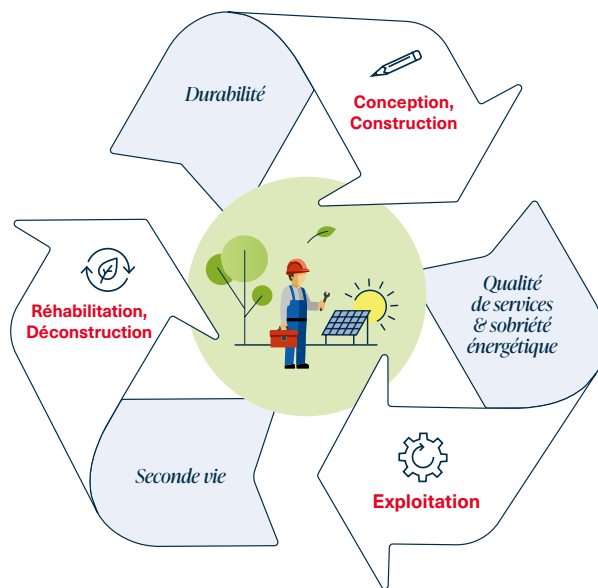 Durabilité
Conception,
Construction
Qualité
de services
& sobriété
énergétique
Exploitation
Seconde vie
Réhabilitation,
Déconstruction